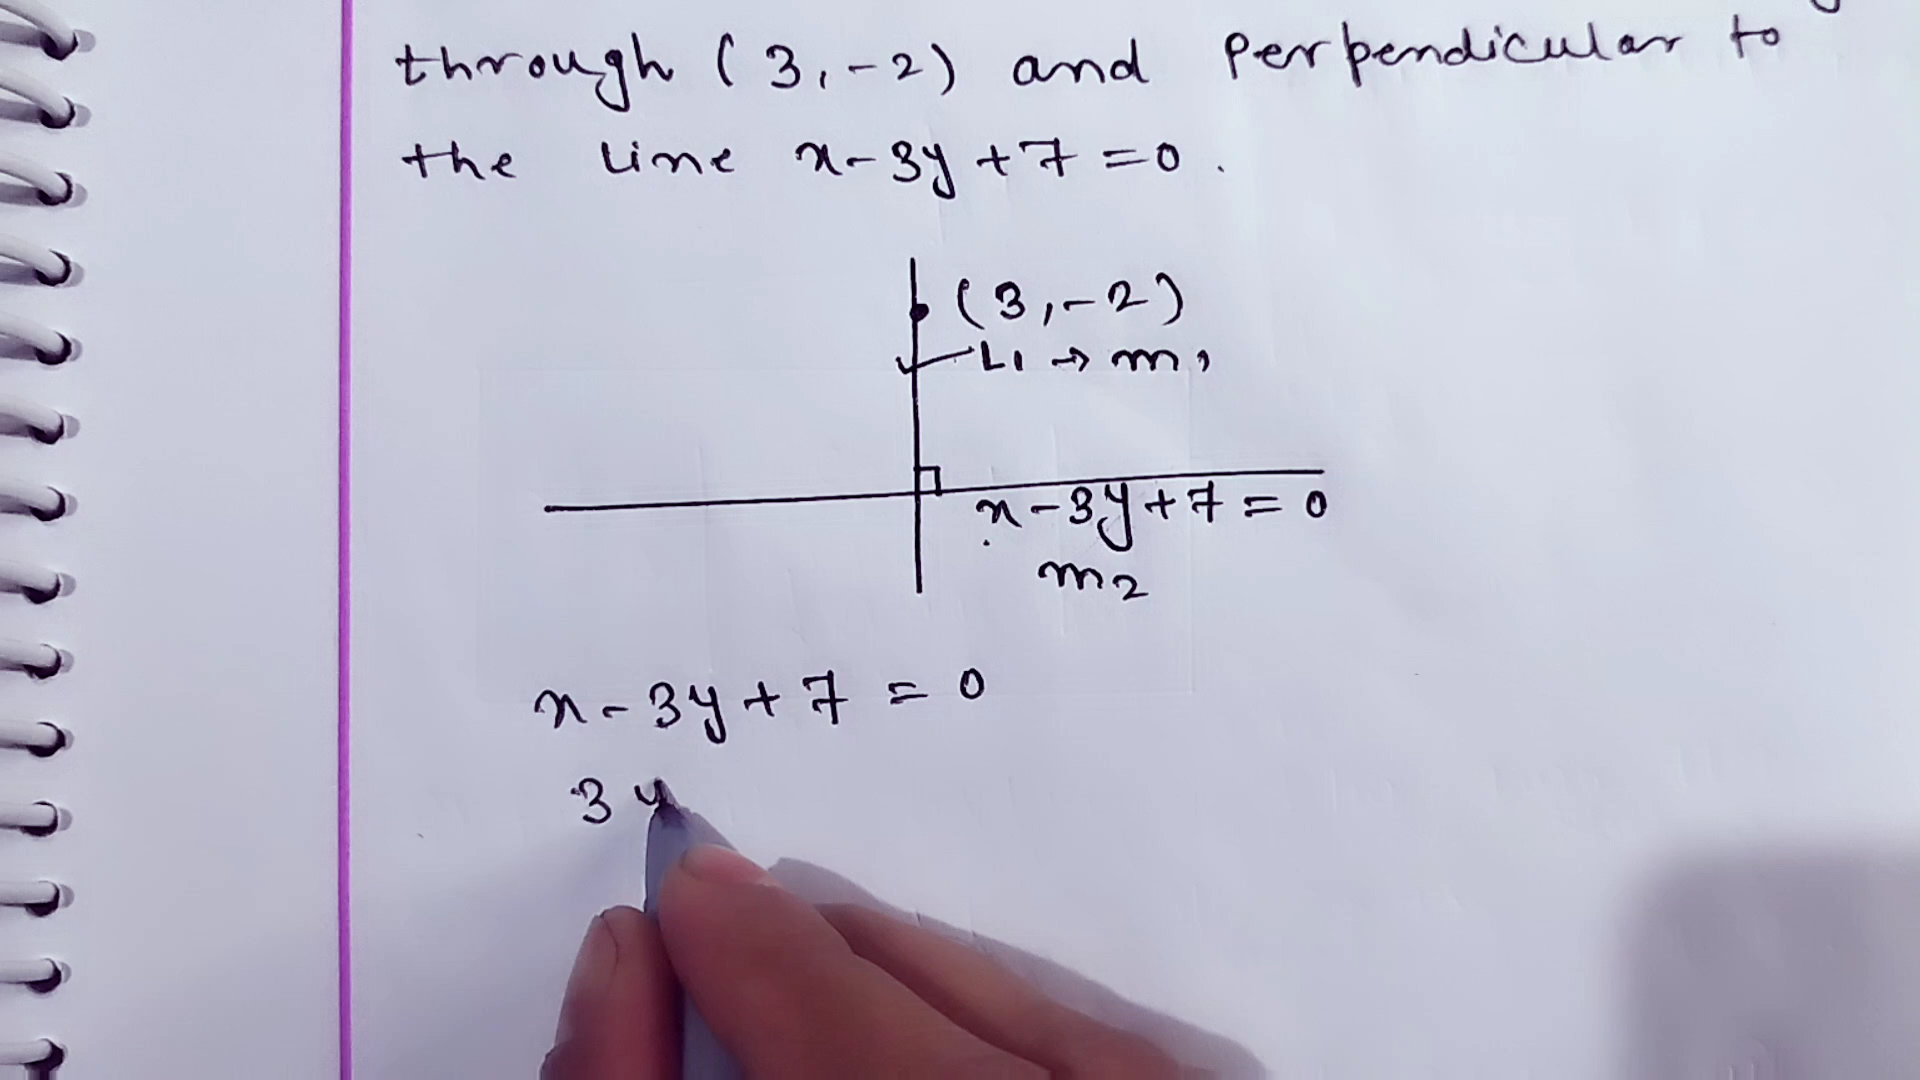 through (3,-2) and perpendicular to
the line x-3y+7=0.
(3,-2)
L1 → m1
x-3y+7=0
m2
x-3y+7=0
3y